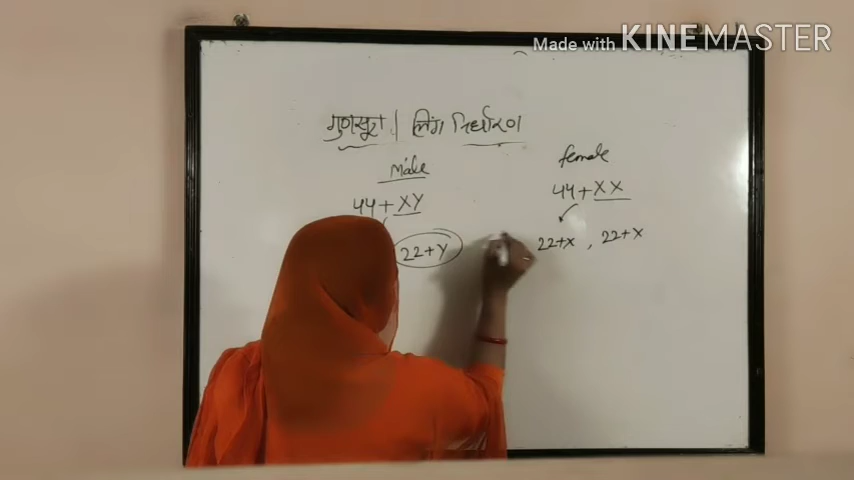 Made with KINEMASTER
गुणसूत्र | लिंग निर्धारण
Male
female
44+XY
44+XX
22+Y
22+X , 22+X